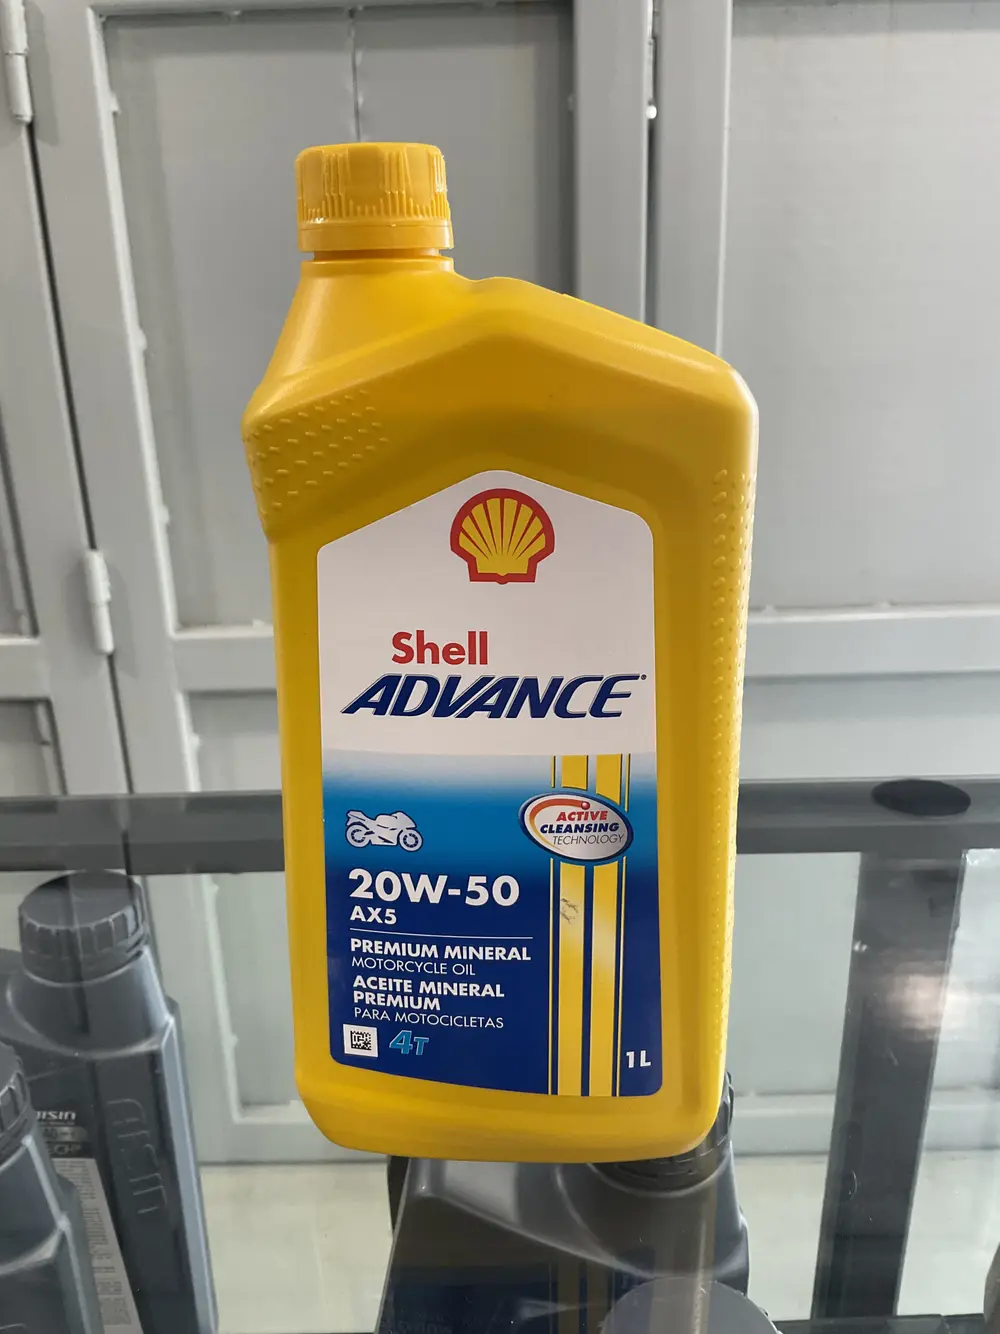 Shell
ADVANCE
ACTIVE
CLEANSING
TECHNOLOGY
20W-50
AX5
PREMIUM MINERAL
MOTORCYCLE OIL
ACEITE MINERAL
PREMIUM
PARA MOTOCICLETAS
4T
1L